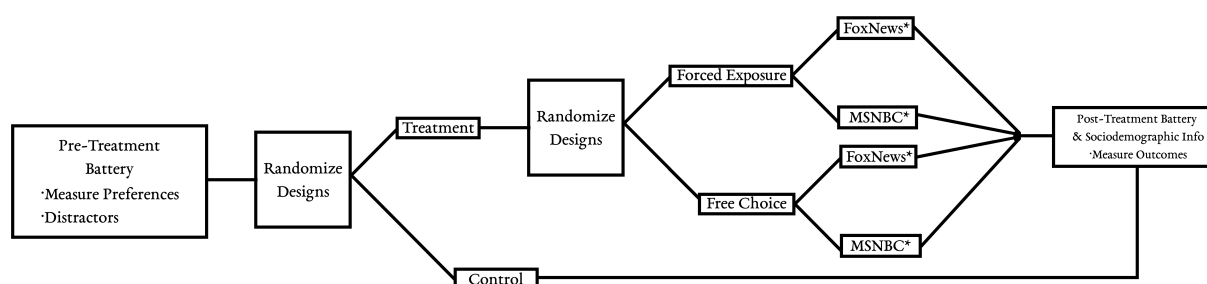 Pre-Treatment
Battery
·Measure Preferences
·Distractors
Randomize
Designs
Treatment
Control
Randomize
Designs
Forced Exposure
Free Choice
FoxNews*
MSNBC*
FoxNews*
MSNBC*
Post-Treatment Battery
& Sociodemographic Info
·Measure Outcomes